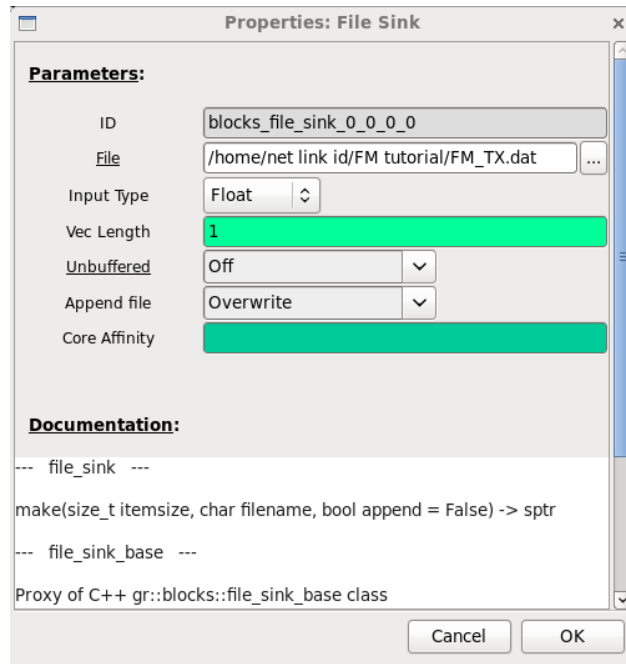 Properties: File Sink
Parameters:
ID blocks_file_sink_0_0_0_0
File /home/net link id/FM tutorial/FM_TX.dat ...
Input Type Float
Vec Length 1
Unbuffered Off
Append file Overwrite
Core Affinity
Documentation:
--- file_sink ---
make(size_t itemsize, char filename, bool append = False) -> sptr
--- file_sink_base ---
Proxy of C++ gr::blocks::file_sink_base class
Cancel OK